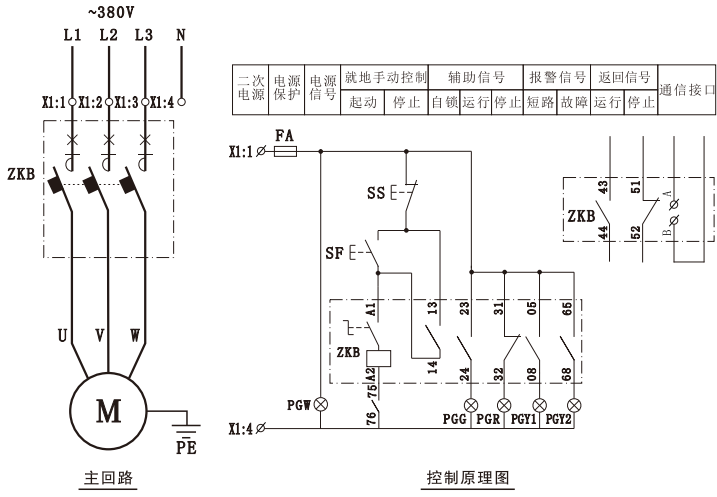 ~380V
L1 L2 L3 N
X1:1 X1:2 X1:3 X1:4
ZKB
U V W
M
PE
主回路
二次电源 电源保护 电源信号 就地手动控制 辅助信号 报警信号 返回信号 通信接口
起动 停止 自锁 运行 停止 短路 故障 运行 停止
X1:1 FA
SS
SF
43 51
ZKB A
B
44 52
A1 13 23 31 05 65
ZKB
A2 14 24 32 08 68
75
76
PGW PGG PGR PGY1 PGY2
X1:4
控制原理图